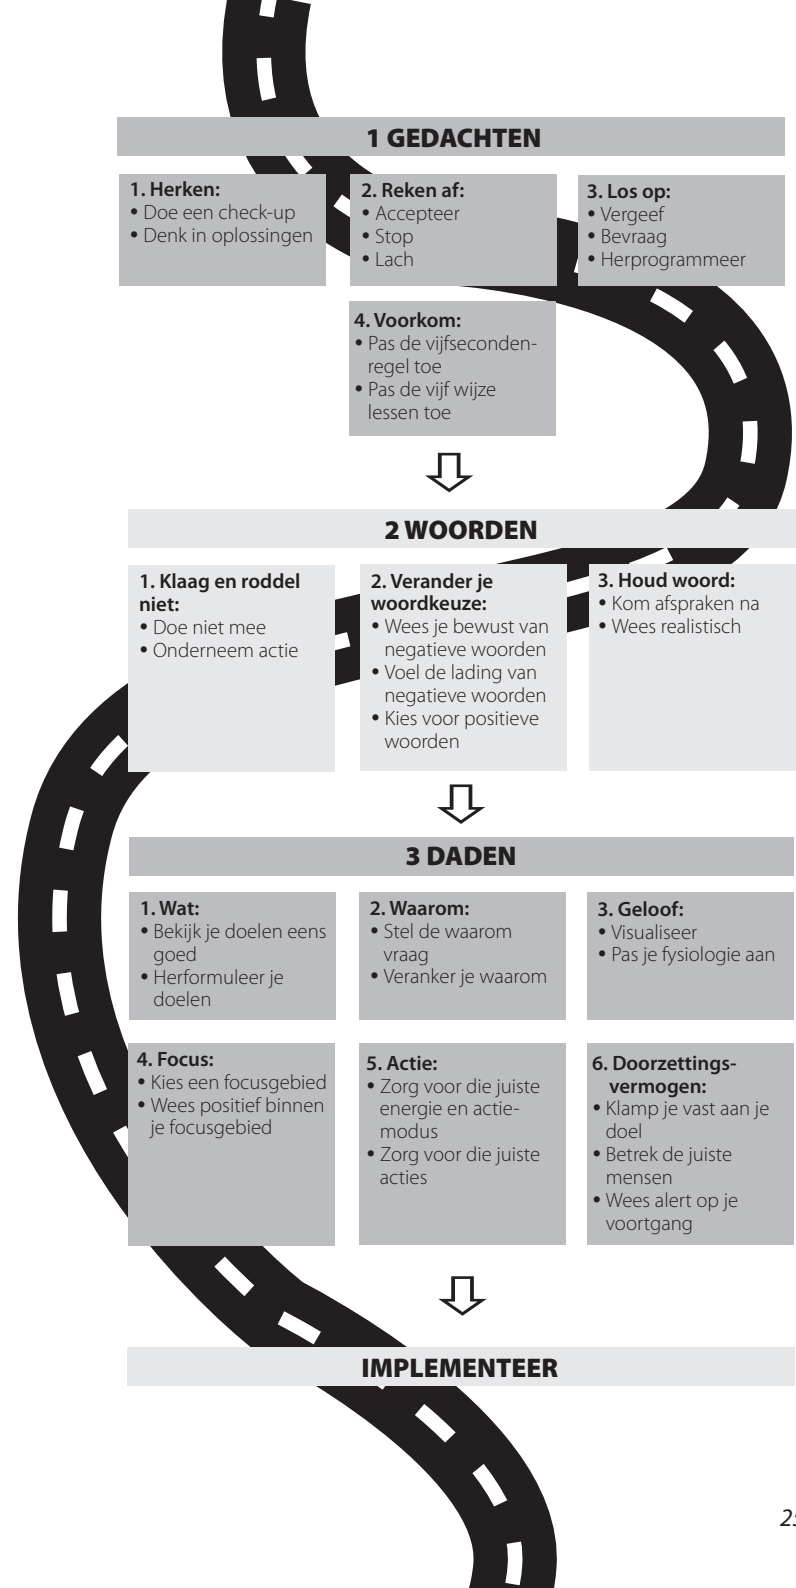 1 GEDACHTEN
1. Herken:
• Doe een check-up
• Denk in oplossingen
2. Reken af:
• Accepteer
• Stop
• Lach
3. Los op:
• Vergeef
• Bevraag
• Herprogrammeer
4. Voorkom:
• Pas de vijfseconden-
regel toe
• Pas de vijf wijze
lessen toe
2 WOORDEN
1. Klaag en roddel
niet:
• Doe niet mee
• Onderneem actie
2. Verander je
woordkeuze:
• Wees je bewust van
negatieve woorden
• Voel de lading van
negatieve woorden
• Kies voor positieve
woorden
3. Houd woord:
• Kom afspraken na
• Wees realistisch
3 DADEN
1. Wat:
• Bekijk je doelen eens
goed
• Herformuleer je
doelen
2. Waarom:
• Stel de waarom
vraag
• Veranker je waarom
3. Geloof:
• Visualiseer
• Pas je fysiologie aan
4. Focus:
• Kies een focusgebied
• Wees positief binnen
je focusgebied
5. Actie:
• Zorg voor die juiste
energie en actie-
modus
• Zorg voor die juiste
acties
6. Doorzettings-
vermogen:
• Klamp je vast aan je
doel
• Betrek de juiste
mensen
• Wees alert op je
voortgang
IMPLEMENTEER